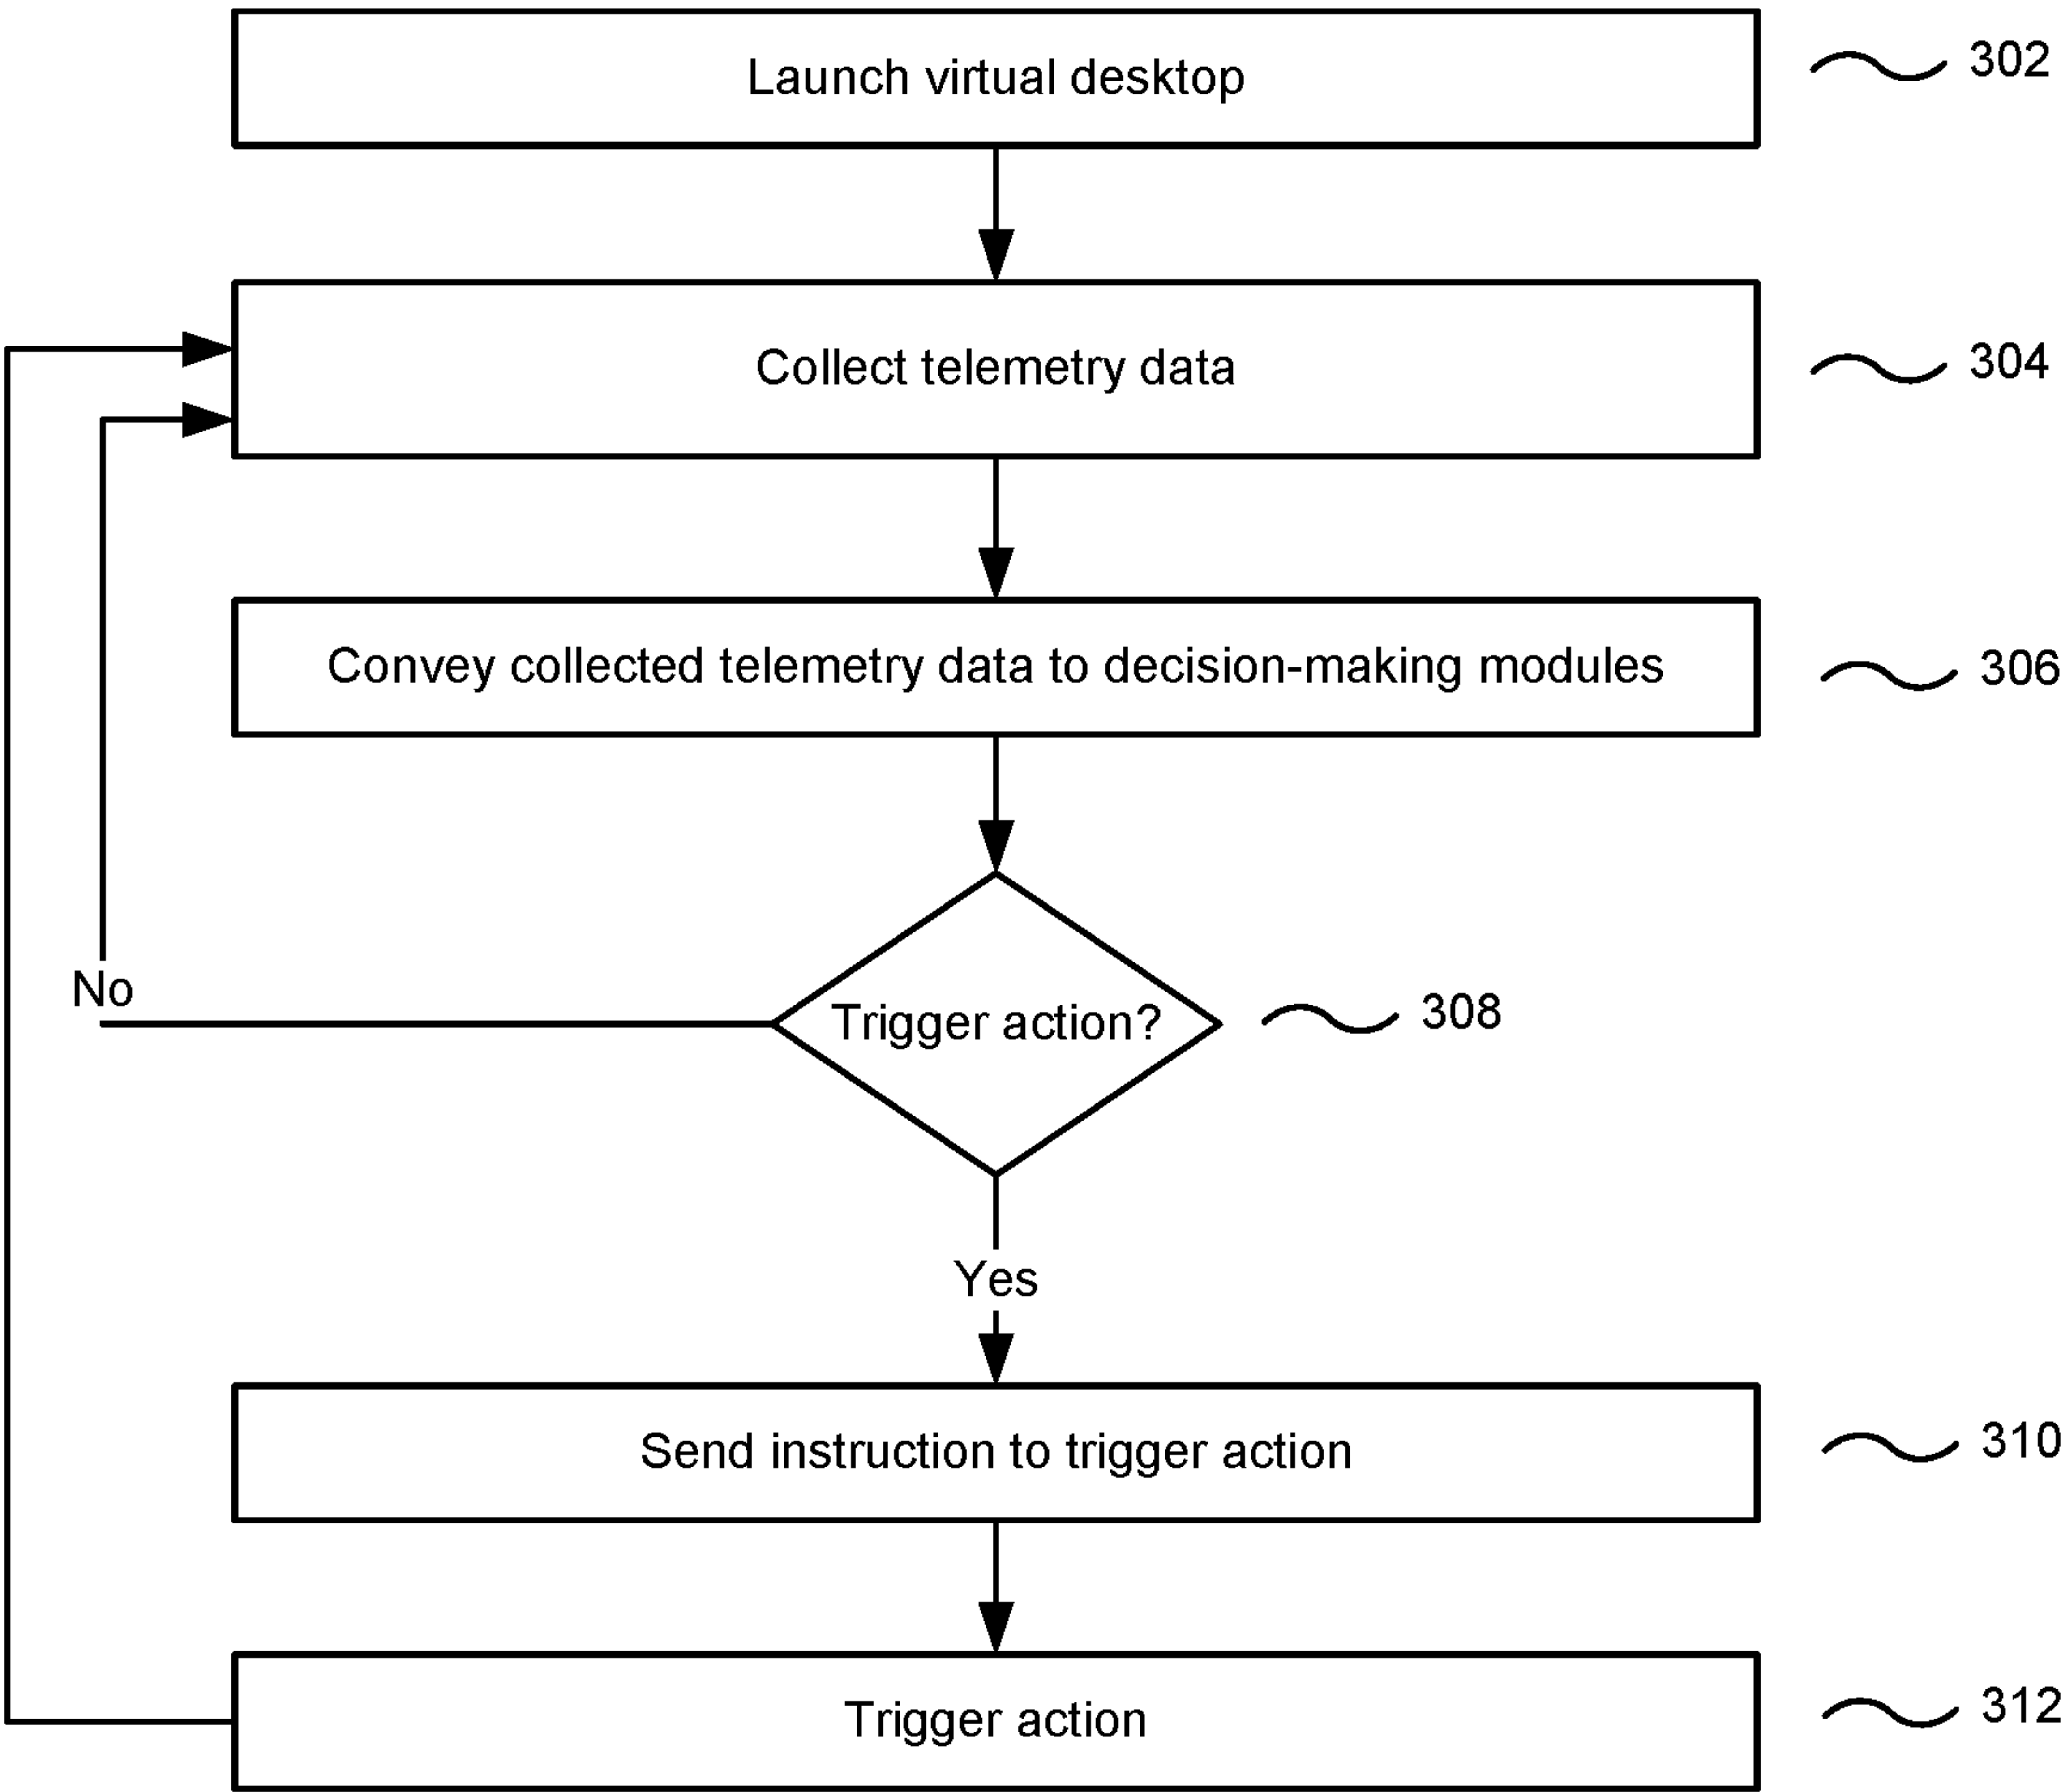 Launch virtual desktop
302
Collect telemetry data
304
Convey collected telemetry data to decision-making modules
306
No
Trigger action?
308
Yes
Send instruction to trigger action
310
Trigger action
312